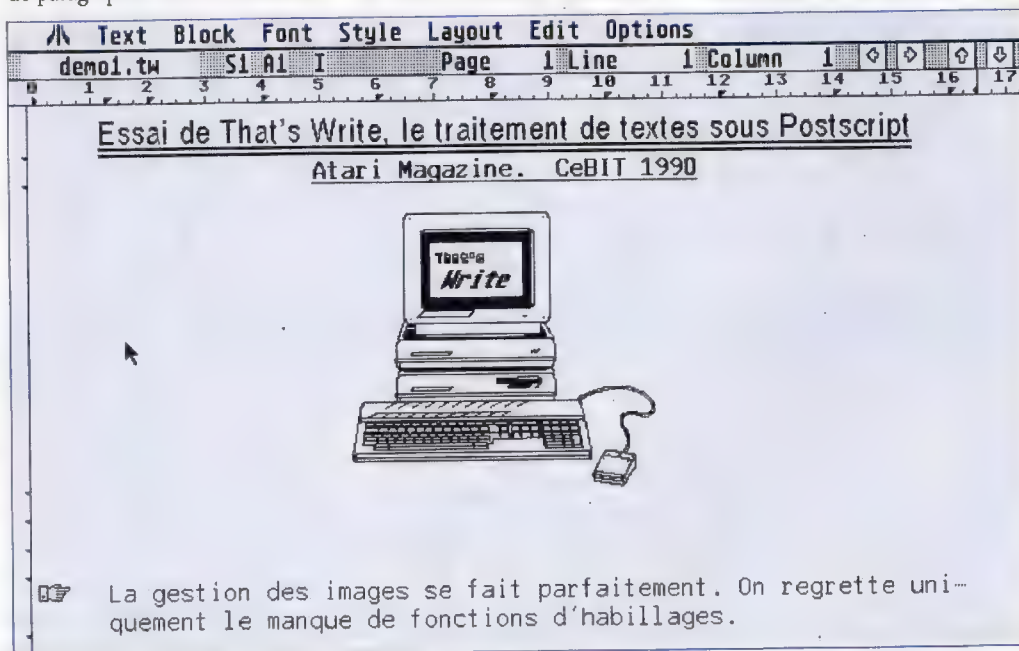 Text Block Font Style Layout Edit Options
demo1.tw S1 A1 I Page 1 Line 1 Column 1
0 1 2 3 4 5 6 7 8 9 10 11 12 13 14 15 16 17
Essai de That's Write, le traitement de textes sous Postscript
Atari Magazine. CeBIT 1990
That's
Write
La gestion des images se fait parfaitement. On regrette uni-
quement le manque de fonctions d'habillages.